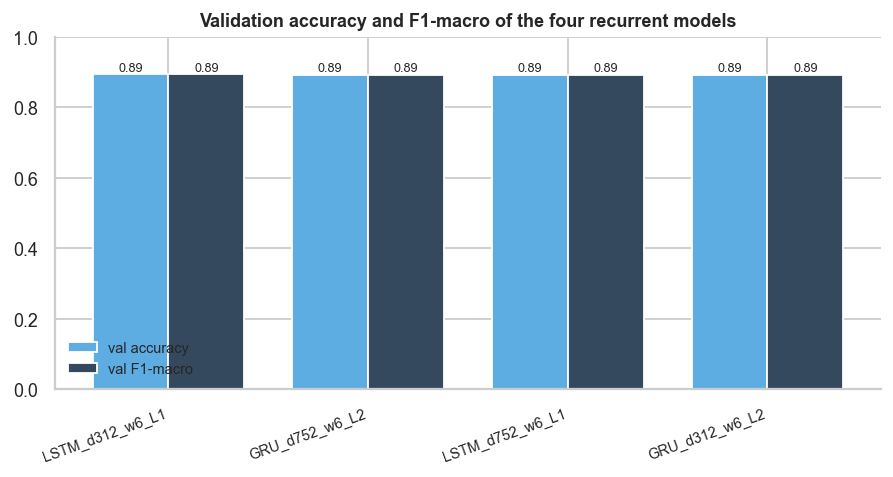 Validation accuracy and F1-macro of the four recurrent models
1.0
0.8
0.6
0.4
0.2
0.0
0.89 0.89 0.89 0.89 0.89 0.89 0.89 0.89
val accuracy
val F1-macro
LSTM_d312_w6_L1 GRU_d752_w6_L2 LSTM_d752_w6_L1 GRU_d312_w6_L2